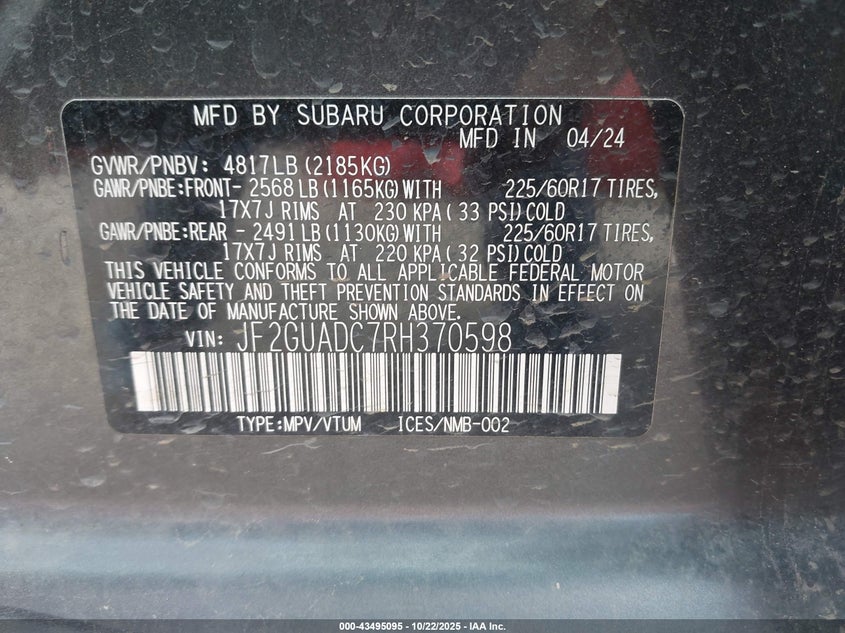 MFD BY SUBARU CORPORATION
MFD IN 04/24
GVWR/PNBV: 4817LB (2185KG)
GAWR/PNBE:FRONT- 2568 LB (1165KG) WITH 225/60R17 TIRES,
17X7J RIMS AT 230 KPA ( 33 PSI) COLD
GAWR/PNBE:REAR - 2491 LB (1130KG) WITH 225/60R17 TIRES,
17X7J RIMS AT 220 KPA ( 32 PSI) COLD
THIS VEHICLE CONFORMS TO ALL APPLICABLE FEDERAL MOTOR
VEHICLE SAFETY AND THEFT PREVENTION STANDARDS IN EFFECT ON
THE DATE OF MANUFACTURE SHOWN ABOVE.
VIN: JF2GUADC7RH370598
TYPE:MPV/VTUM ICES/NMB-002
000-43495095 - 10/22/2025 - IAA Inc.